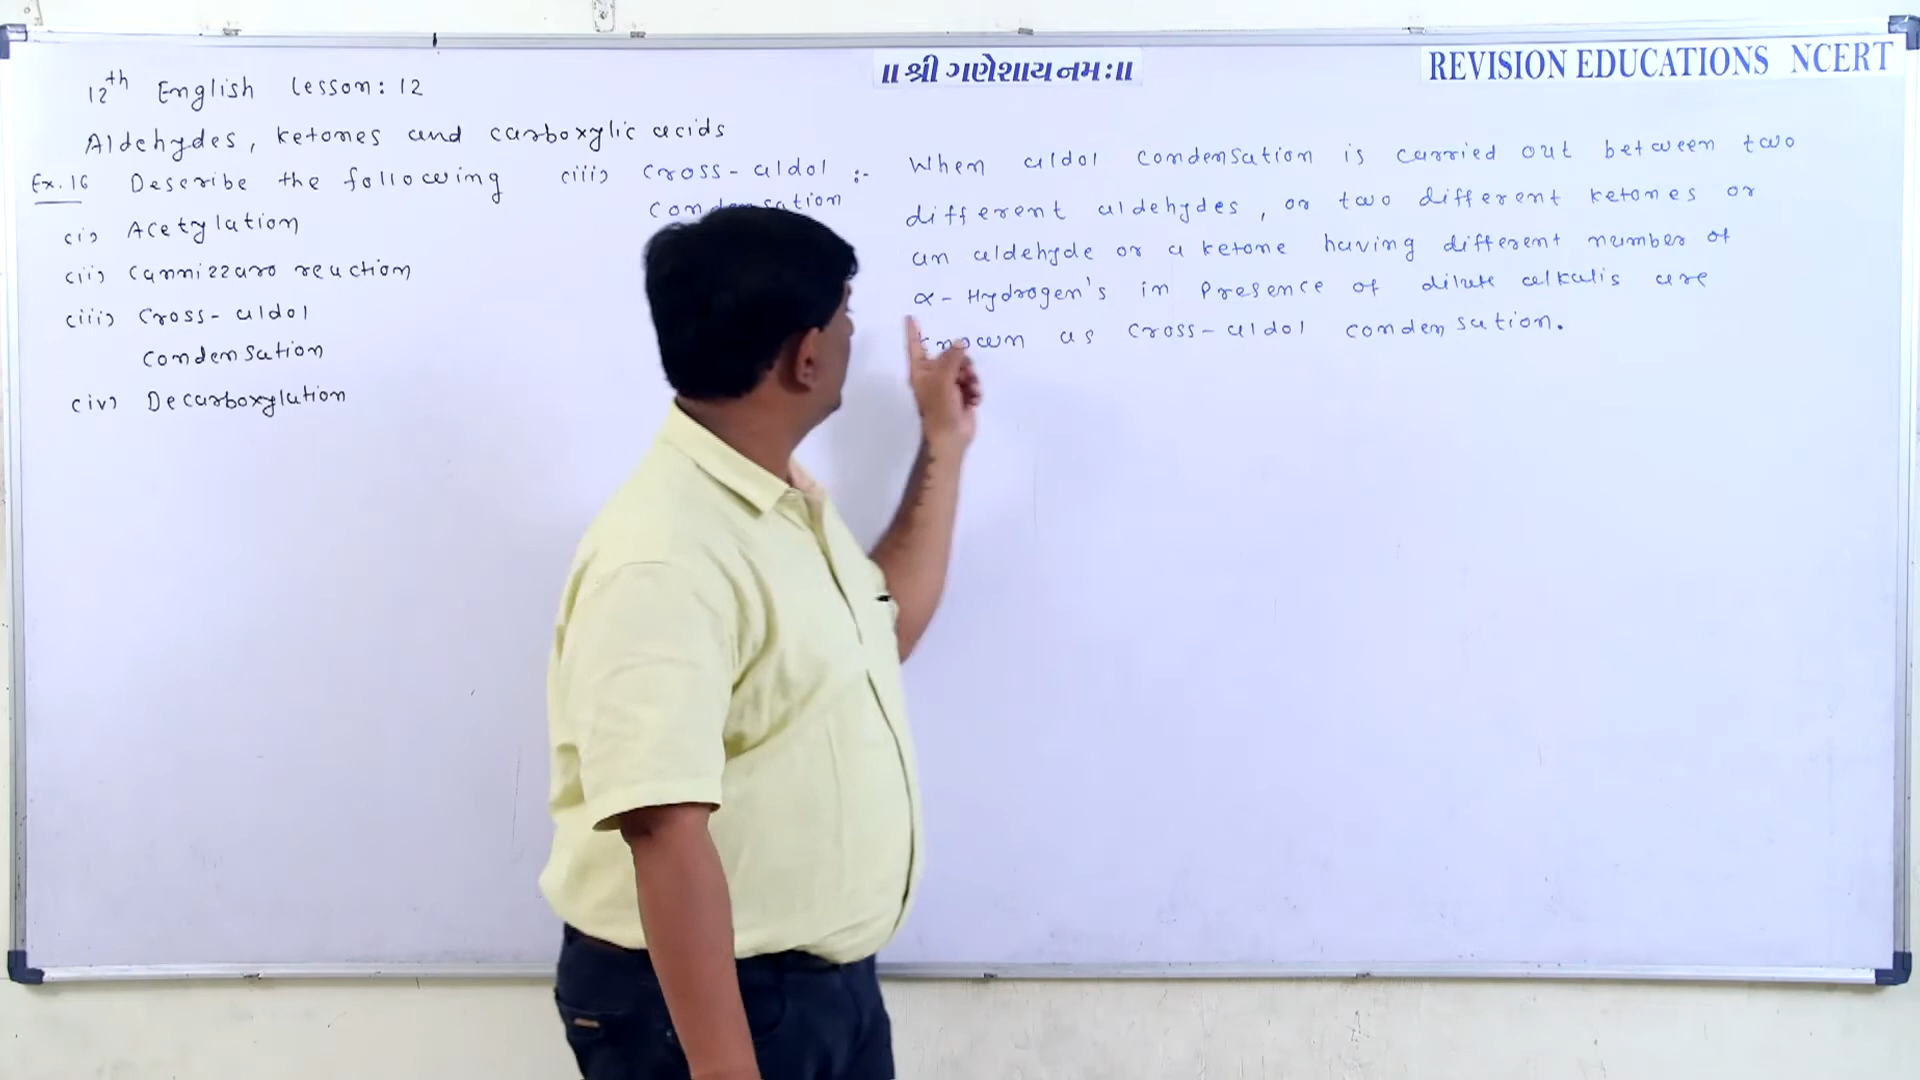 ॥ શ્રી ગણેશાય નમઃ ॥
REVISION EDUCATIONS NCERT
12th English Lesson: 12
Aldehydes, ketones and carboxylic acids
Ex. 16 Describe the following
(i) Acetylation
(ii) Cannizzaro reaction
(iii) Cross-aldol
condensation
(iv) Decarboxylation
(iii) Cross-aldol :-
condensation
When aldol condensation is carried out between two
different aldehydes, or two different ketones or
an aldehyde or a ketone having different number of
α-Hydrogen's in presence of dilute alkalis are
known as cross-aldol condensation.